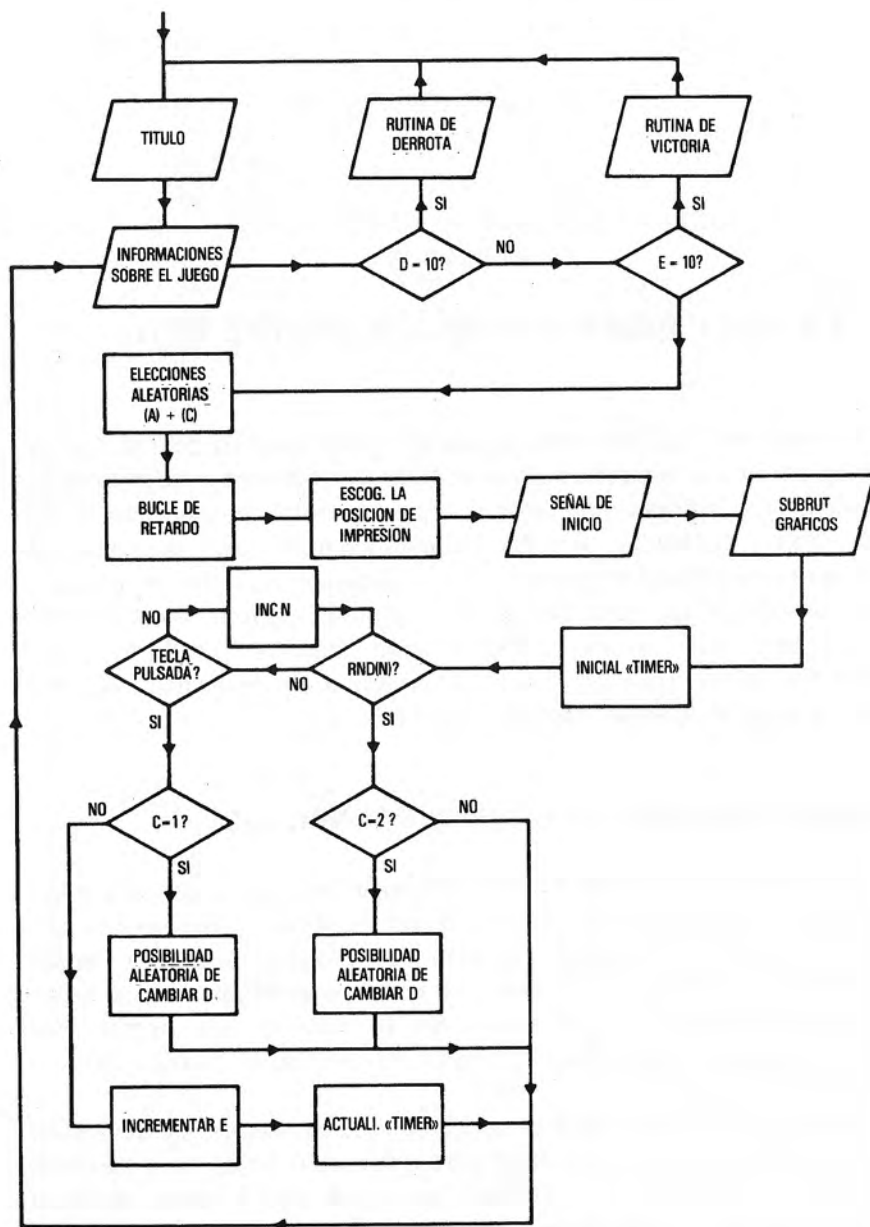 TITULO
RUTINA DE
DERROTA
RUTINA DE
VICTORIA
SI
SI
INFORMACIONES
SOBRE EL JUEGO
D = 10?
NO
E = 10?
ELECCIONES
ALEATORIAS
(A) + (C)
BUCLE DE
RETARDO
ESCOG. LA
POSICION DE
IMPRESIÓN
SEÑAL DE
INICIO
SUBRUT
GRAFICOS
INC N
NO
TECLA
PULSADA?
NO
RND(N)?
INICIAL «TIMER»
SI
SI
NO
C=1?
C=2?
NO
SI
SI
POSIBILIDAD
ALEATORIA DE
CAMBIAR D
POSIBILIDAD
ALEATORIA DE
CAMBIAR D
INCREMENTAR E
ACTUALI. «TIMER»